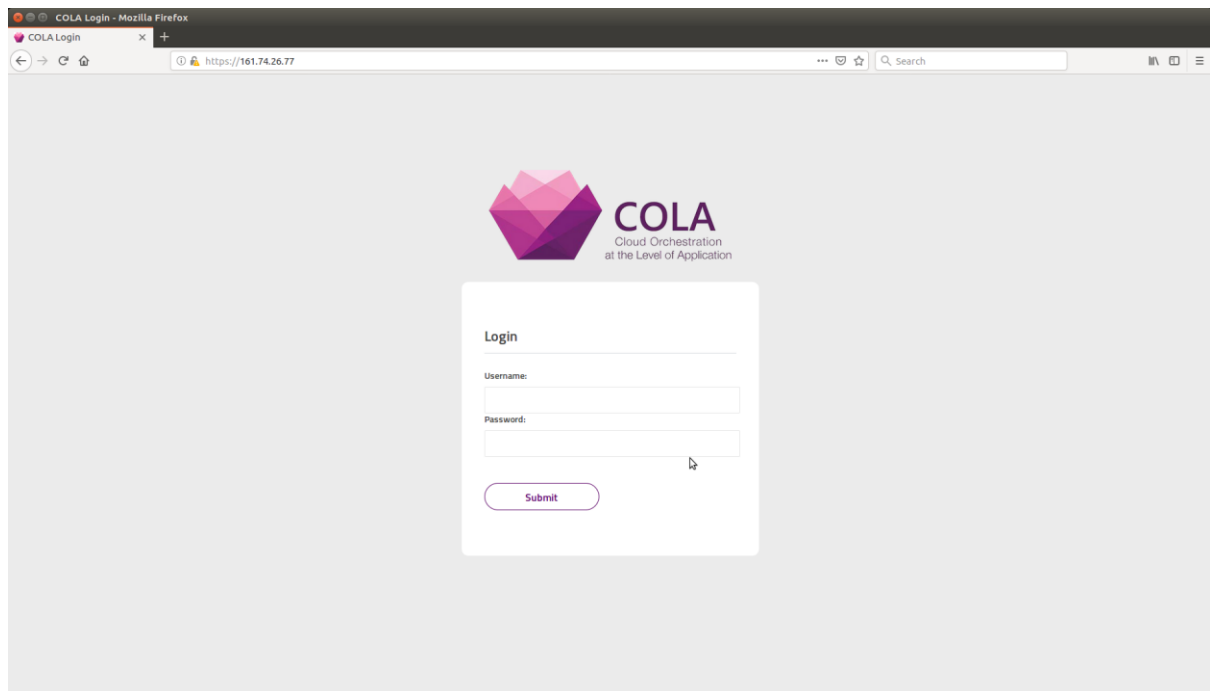 COLA Login - Mozilla Firefox
COLA Login
https://161.74.26.77
Search
COLA
Cloud Orchestration
at the Level of Application
Login
Username:
Password:
Submit